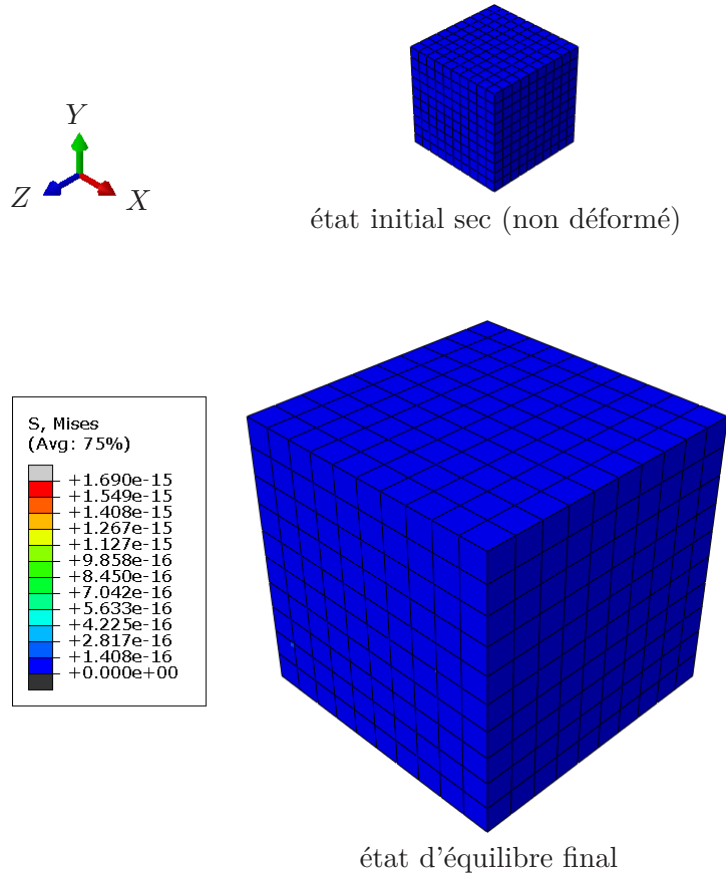 Y
Z
X
état initial sec (non déformé)
S, Mises
(Avg: 75%)
+1.690e-15
+1.549e-15
+1.408e-15
+1.267e-15
+1.127e-15
+9.858e-16
+8.450e-16
+7.042e-16
+5.633e-16
+4.225e-16
+2.817e-16
+1.408e-16
+0.000e+00
état d'équilibre final